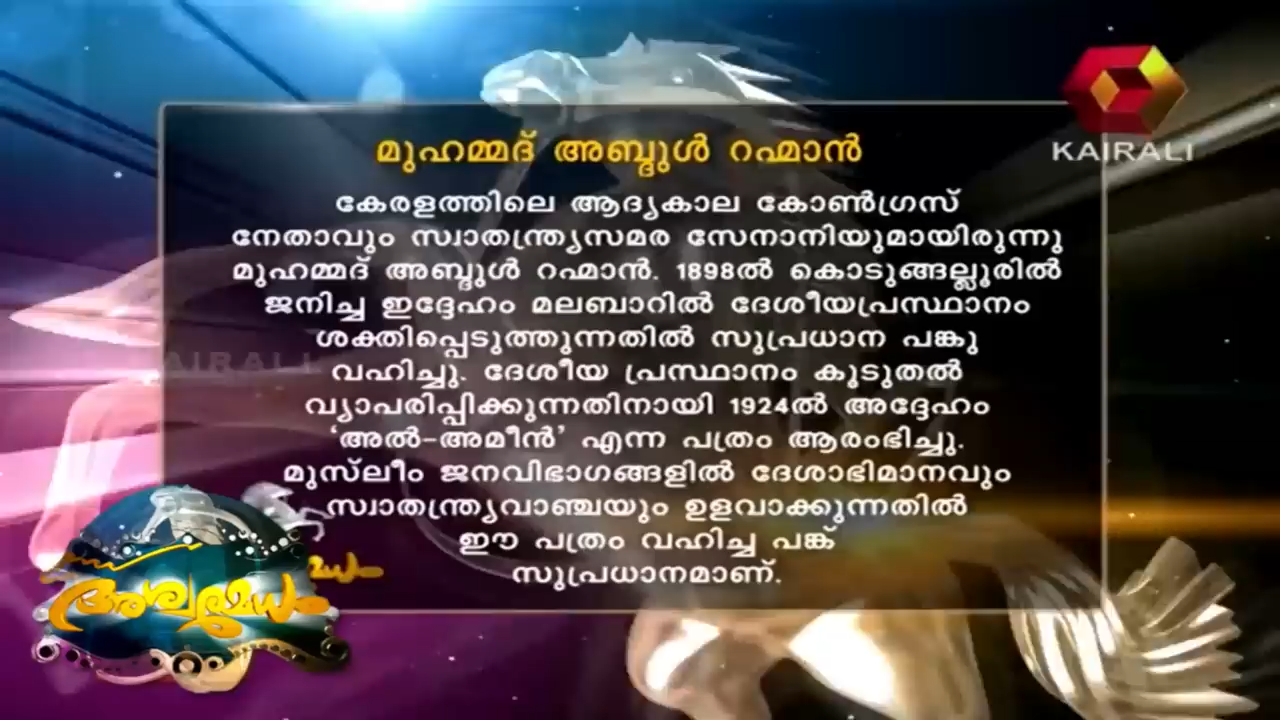 KAIRALI
മുഹമ്മദ് അബ്ദുൾ റഹ്മാൻ
കേരളത്തിലെ ആദ്യകാല കോൺഗ്രസ്
നേതാവും സ്വാതന്ത്ര്യസമര സേനാനിയുമായിരുന്നു
മുഹമ്മദ് അബ്ദുൾ റഹ്മാൻ. 1898ൽ കൊടുങ്ങല്ലൂരിൽ
ജനിച്ച ഇദ്ദേഹം മലബാറിൽ ദേശീയപ്രസ്ഥാനം
ശക്തിപ്പെടുത്തുന്നതിൽ സുപ്രധാന പങ്കു
വഹിച്ചു. ദേശീയ പ്രസ്ഥാനം കൂടുതൽ
വ്യാപരിപ്പിക്കുന്നതിനായി 1924ൽ അദ്ദേഹം
‘അൽ-അമീൻ’ എന്ന പത്രം ആരംഭിച്ചു.
മുസ്ലീം ജനവിഭാഗങ്ങളിൽ ദേശാഭിമാനവും
സ്വാതന്ത്ര്യവാഞ്ചയും ഉളവാക്കുന്നതിൽ
ഈ പത്രം വഹിച്ച പങ്ക്
സുപ്രധാനമാണ്.
അശ്വമേധം